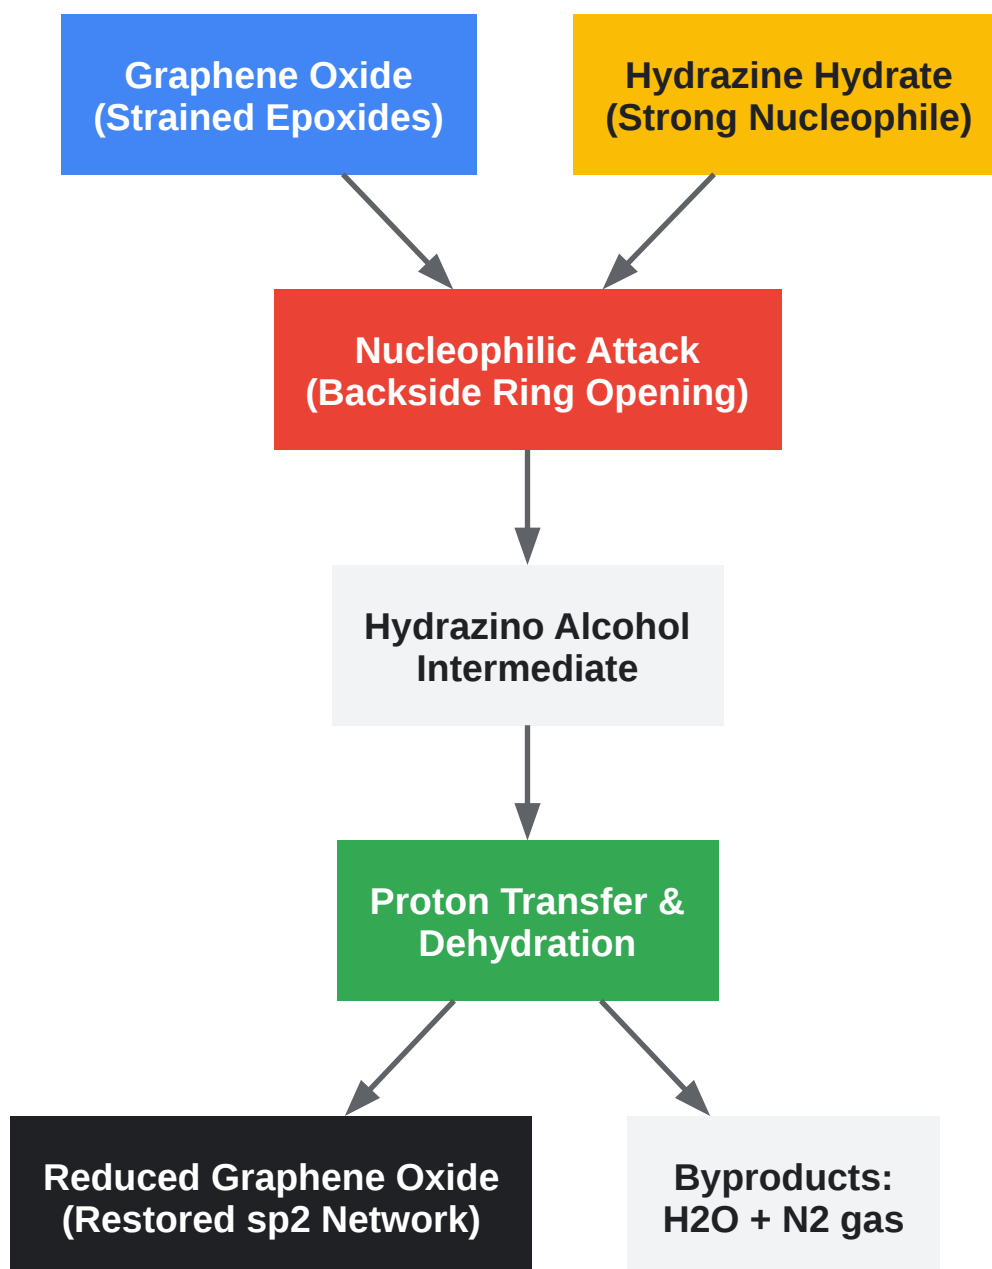 Graphene Oxide
(Strained Epoxides)
Hydrazine Hydrate
(Strong Nucleophile)
Nucleophilic Attack
(Backside Ring Opening)
Hydrazino Alcohol
Intermediate
Proton Transfer &
Dehydration
Reduced Graphene Oxide
(Restored sp2 Network)
Byproducts:
H2O + N2 gas